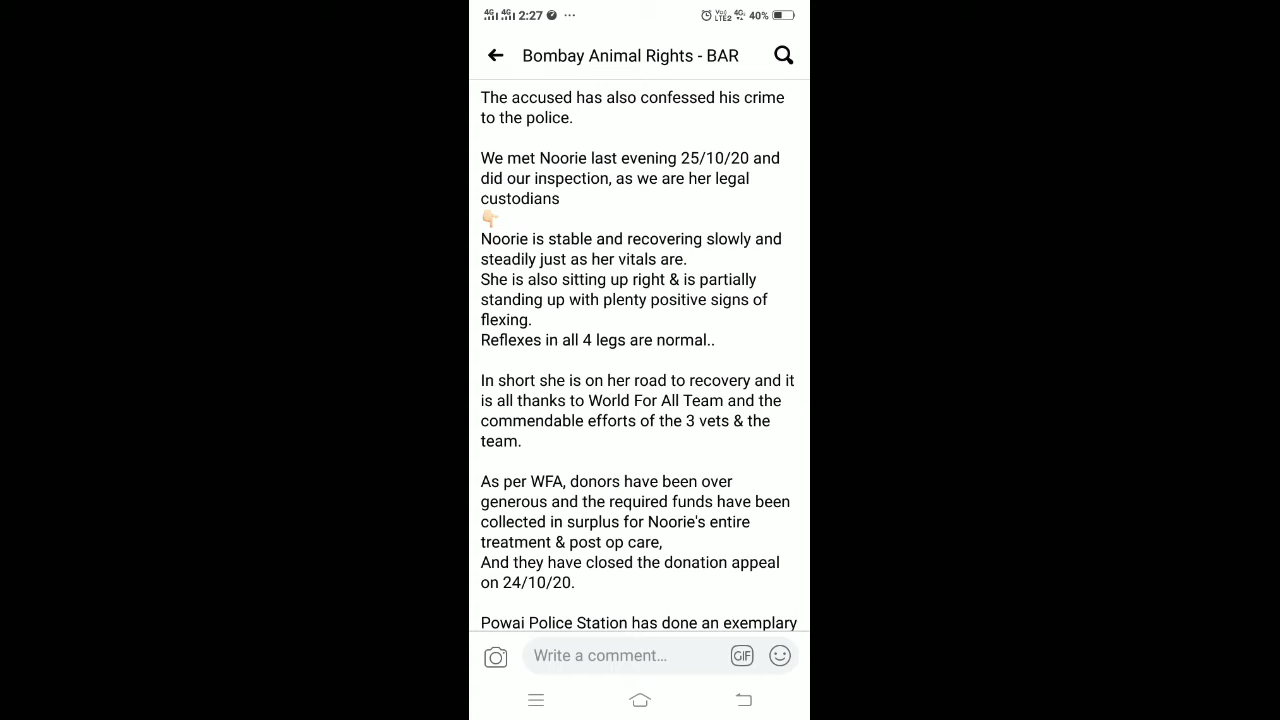 4G 4G 2:27 ...
VoLTE2 4G 40%
Bombay Animal Rights - BAR
The accused has also confessed his crime
to the police.
We met Noorie last evening 25/10/20 and
did our inspection, as we are her legal
custodians
👇🏻
Noorie is stable and recovering slowly and
steadily just as her vitals are.
She is also sitting up right & is partially
standing up with plenty positive signs of
flexing.
Reflexes in all 4 legs are normal..
In short she is on her road to recovery and it
is all thanks to World For All Team and the
commendable efforts of the 3 vets & the
team.
As per WFA, donors have been over
generous and the required funds have been
collected in surplus for Noorie's entire
treatment & post op care,
And they have closed the donation appeal
on 24/10/20.
Powai Police Station has done an exemplary
Write a comment...
GIF